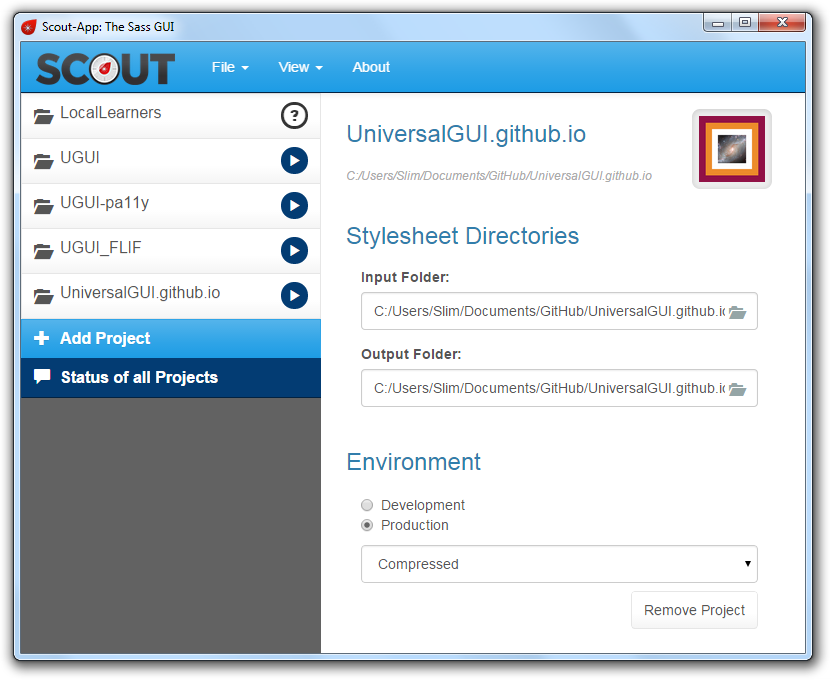 Scout-App: The Sass GUI
SCOUT
File View About
LocalLearners
?
UGUI
UGUI-pa11y
UGUI_FLIF
UniversalGUI.github.io
Add Project
Status of all Projects
UniversalGUI.github.io
C:/Users/Slim/Documents/GitHub/UniversalGUI.github.io
Stylesheet Directories
Input Folder:
C:/Users/Slim/Documents/GitHub/UniversalGUI.github.io
Output Folder:
C:/Users/Slim/Documents/GitHub/UniversalGUI.github.io
Environment
Development
Production
Compressed
Remove Project